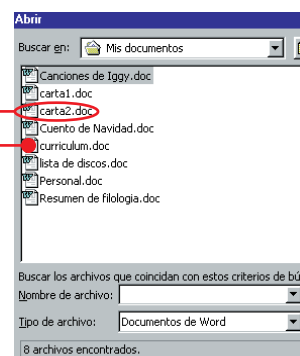 Abrir
Buscar en: Mis documentos
Canciones de Iggy.doc
carta1.doc
carta2.doc
Cuento de Navidad.doc
curriculum.doc
lista de discos.doc
Personal.doc
Resumen de filologia.doc
Buscar los archivos que coincidan con estos criterios de bú
Nombre de archivo:
Tipo de archivo: Documentos de Word
8 archivos encontrados.